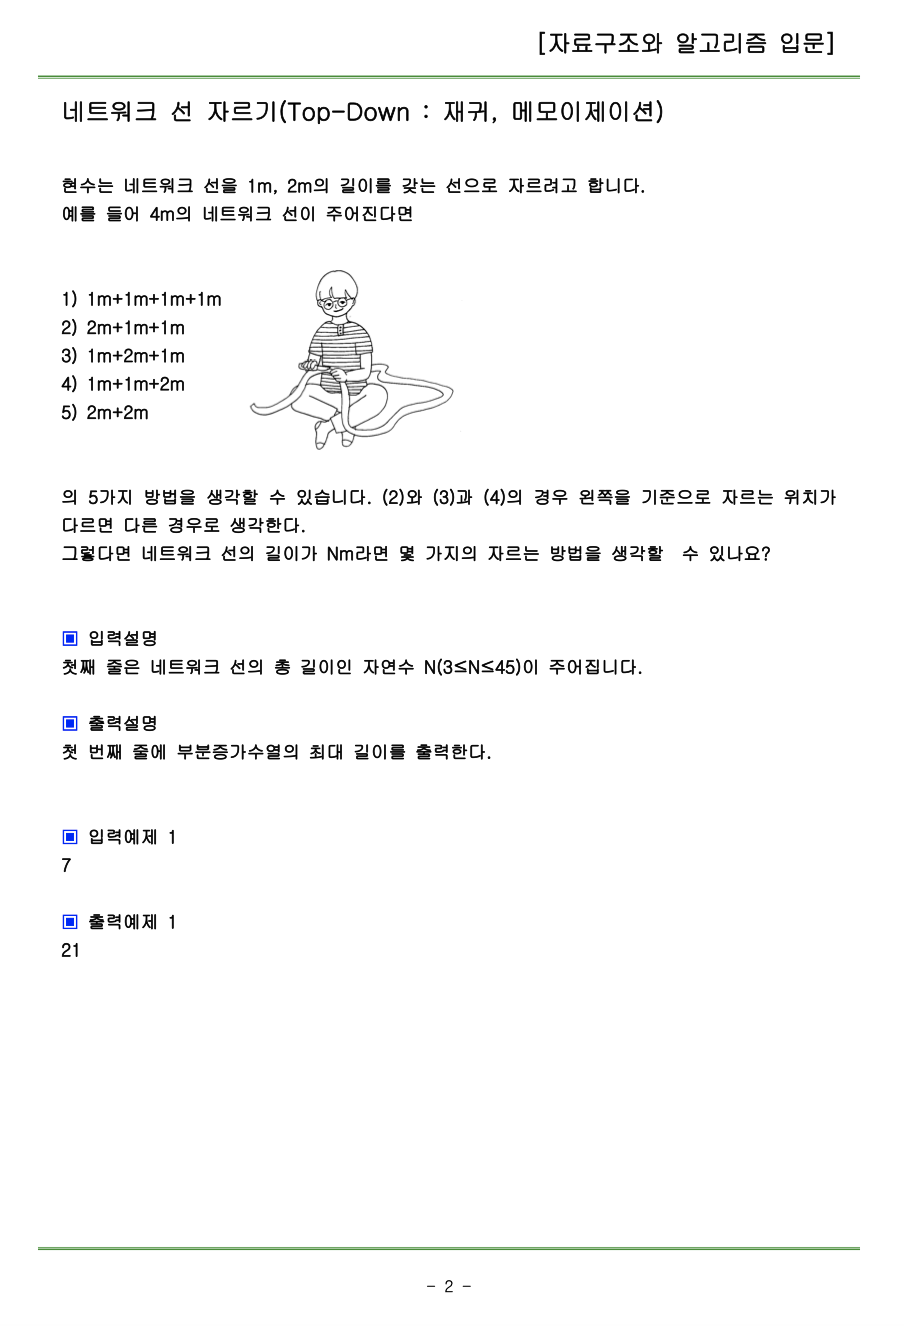 [자료구조와 알고리즘 입문]
네트워크 선 자르기(Top-Down : 재귀, 메모이제이션)
현수는 네트워크 선을 1m, 2m의 길이를 갖는 선으로 자르려고 합니다.
예를 들어 4m의 네트워크 선이 주어진다면
1) 1m+1m+1m+1m
2) 2m+1m+1m
3) 1m+2m+1m
4) 1m+1m+2m
5) 2m+2m
의 5가지 방법을 생각할 수 있습니다. (2)와 (3)과 (4)의 경우 왼쪽을 기준으로 자르는 위치가
다르면 다른 경우로 생각한다.
그렇다면 네트워크 선의 길이가 Nm라면 몇 가지의 자르는 방법을 생각할 수 있나요?
▣ 입력설명
첫째 줄은 네트워크 선의 총 길이인 자연수 N(3≤N≤45)이 주어집니다.
▣ 출력설명
첫 번째 줄에 부분증가수열의 최대 길이를 출력한다.
▣ 입력예제 1
7
▣ 출력예제 1
21
- 2 -